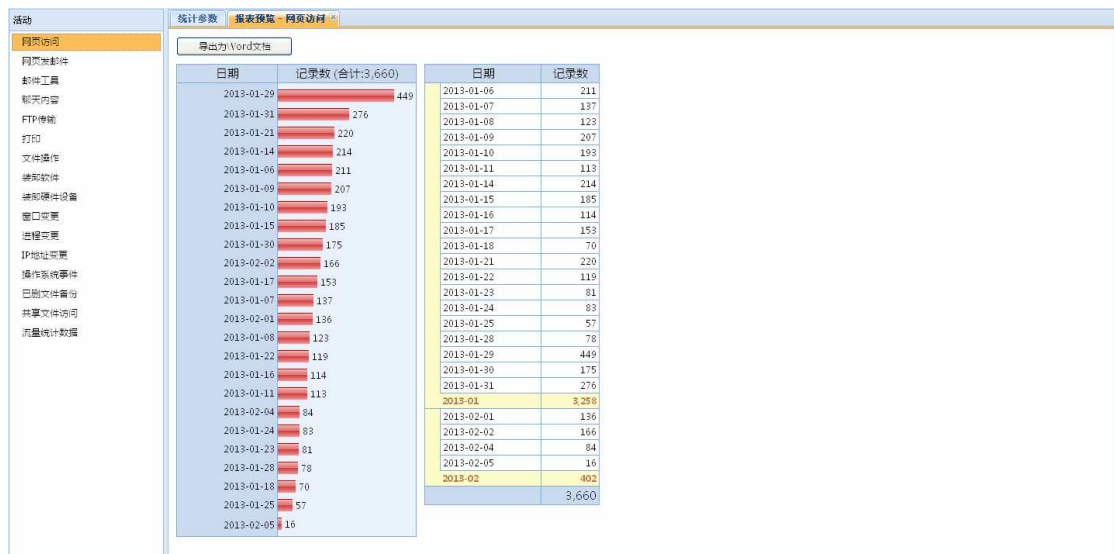 活动
网页访问
网页发邮件
邮件工具
聊天内容
FTP传输
打印
文件操作
装卸软件
装卸硬件设备
窗口变更
进程变更
IP地址变更
操作系统事件
已删文件备份
共享文件访问
流量统计数据
统计参数 报表预览 - 网页访问
导出为Word文档
日期 记录数 (合计:3,660)
2013-01-29 449
2013-01-31 276
2013-01-21 220
2013-01-14 214
2013-01-06 211
2013-01-09 207
2013-01-10 193
2013-01-15 185
2013-01-30 175
2013-02-02 166
2013-01-17 153
2013-01-07 137
2013-02-01 136
2013-01-08 123
2013-01-22 119
2013-01-16 114
2013-01-11 113
2013-02-04 84
2013-01-24 83
2013-01-23 81
2013-01-28 78
2013-01-18 70
2013-01-25 57
2013-02-05 16
日期 记录数
2013-01-06 211
2013-01-07 137
2013-01-08 123
2013-01-09 207
2013-01-10 193
2013-01-11 113
2013-01-14 214
2013-01-15 185
2013-01-16 114
2013-01-17 153
2013-01-18 70
2013-01-21 220
2013-01-22 119
2013-01-23 81
2013-01-24 83
2013-01-25 57
2013-01-28 78
2013-01-29 449
2013-01-30 175
2013-01-31 276
2013-01 3,258
2013-02-01 136
2013-02-02 166
2013-02-04 84
2013-02-05 16
2013-02 402
3,660